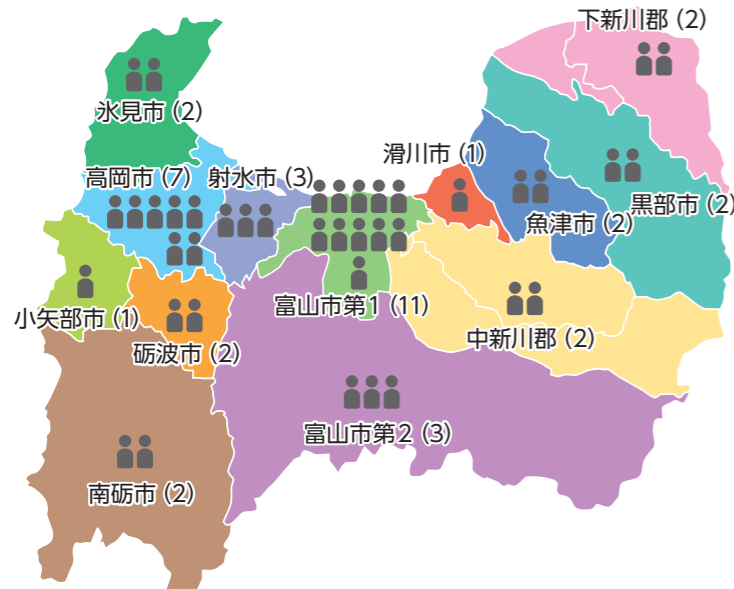 下新川郡 (2)
氷見市 (2)
滑川市 (1)
高岡市 (7)
射水市 (3)
黒部市 (2)
魚津市 (2)
富山市第1 (11)
小矢部市 (1)
中新川郡 (2)
砺波市 (2)
富山市第2 (3)
南砺市 (2)